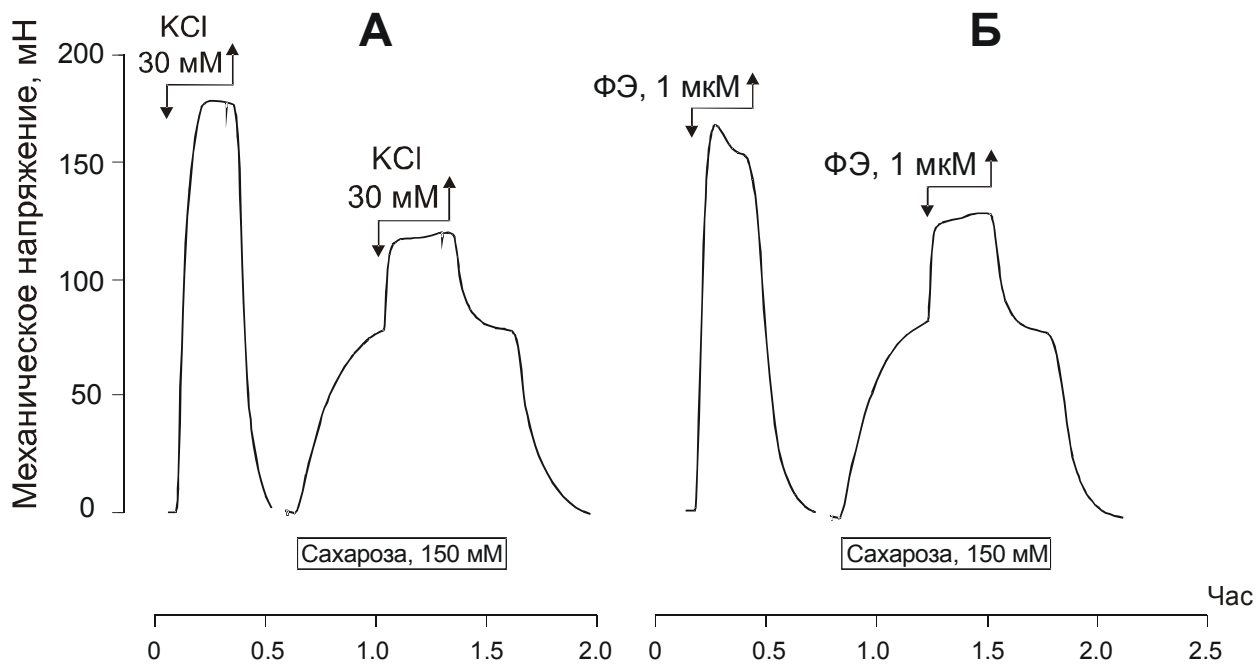 Механическое напряжение, мН
А
KCl
30 мМ
KCl
30 мМ
200
150
100
50
0
Сахароза, 150 мМ
0 0.5 1.0 1.5 2.0
Б
ФЭ, 1 мкМ
ФЭ, 1 мкМ
Сахароза, 150 мМ
Час
0 0.5 1.0 1.5 2.0 2.5